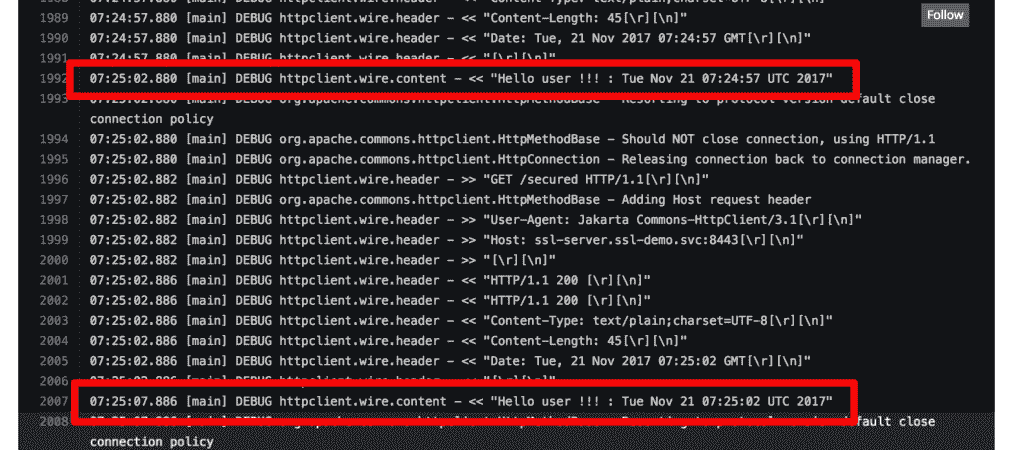 1989 07:24:57.880 [main] DEBUG httpclient.wire.header - << "Content-Length: 45[\r][\n]"
Follow
1990 07:24:57.880 [main] DEBUG httpclient.wire.header - << "Date: Tue, 21 Nov 2017 07:24:57 GMT[\r][\n]"
1991 07:24:57.880 [main] DEBUG httpclient.wire.header - << "[\r][\n]"
1992 07:25:02.880 [main] DEBUG httpclient.wire.content - << "Hello user !!! : Tue Nov 21 07:24:57 UTC 2017"
1993 07:25:02.880 [main] DEBUG org.apache.commons.httpclient.HttpMethodBase - Resorting to protocol version default close
connection policy
1994 07:25:02.880 [main] DEBUG org.apache.commons.httpclient.HttpMethodBase - Should NOT close connection, using HTTP/1.1
1995 07:25:02.880 [main] DEBUG org.apache.commons.httpclient.HttpConnection - Releasing connection back to connection manager.
1996 07:25:02.882 [main] DEBUG httpclient.wire.header - >> "GET /secured HTTP/1.1[\r][\n]"
1997 07:25:02.882 [main] DEBUG org.apache.commons.httpclient.HttpMethodBase - Adding Host request header
1998 07:25:02.882 [main] DEBUG httpclient.wire.header - >> "User-Agent: Jakarta Commons-HttpClient/3.1[\r][\n]"
1999 07:25:02.882 [main] DEBUG httpclient.wire.header - >> "Host: ssl-server.ssl-demo.svc:8443[\r][\n]"
2000 07:25:02.882 [main] DEBUG httpclient.wire.header - >> "[\r][\n]"
2001 07:25:02.886 [main] DEBUG httpclient.wire.header - << "HTTP/1.1 200 [\r][\n]"
2002 07:25:02.886 [main] DEBUG httpclient.wire.header - << "HTTP/1.1 200 [\r][\n]"
2003 07:25:02.886 [main] DEBUG httpclient.wire.header - << "Content-Type: text/plain;charset=UTF-8[\r][\n]"
2004 07:25:02.886 [main] DEBUG httpclient.wire.header - << "Content-Length: 45[\r][\n]"
2005 07:25:02.886 [main] DEBUG httpclient.wire.header - << "Date: Tue, 21 Nov 2017 07:25:02 GMT[\r][\n]"
2006 07:25:02.886 [main] DEBUG httpclient.wire.header - << "[\r][\n]"
2007 07:25:07.886 [main] DEBUG httpclient.wire.content - << "Hello user !!! : Tue Nov 21 07:25:02 UTC 2017"
2008 default close
connection policy